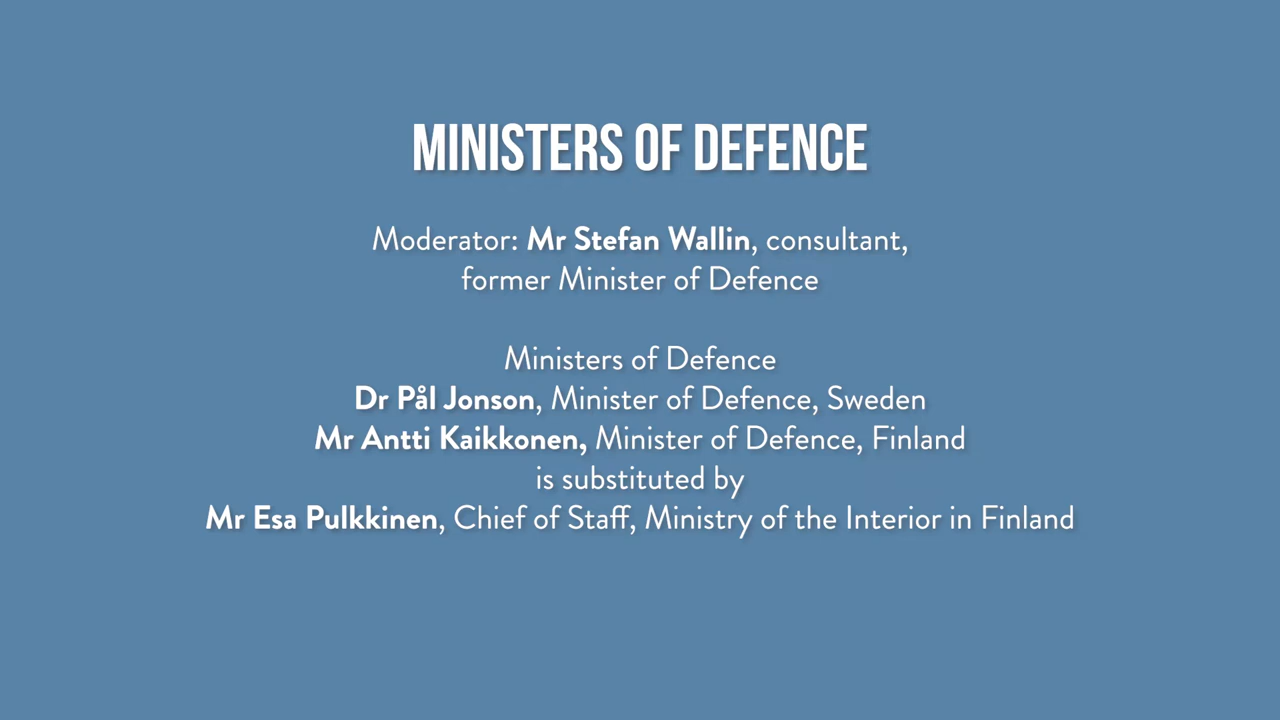 MINISTERS OF DEFENCE
Moderator: Mr Stefan Wallin, consultant,
former Minister of Defence
Ministers of Defence
Dr Pål Jonson, Minister of Defence, Sweden
Mr Antti Kaikkonen, Minister of Defence, Finland
is substituted by
Mr Esa Pulkkinen, Chief of Staff, Ministry of the Interior in Finland